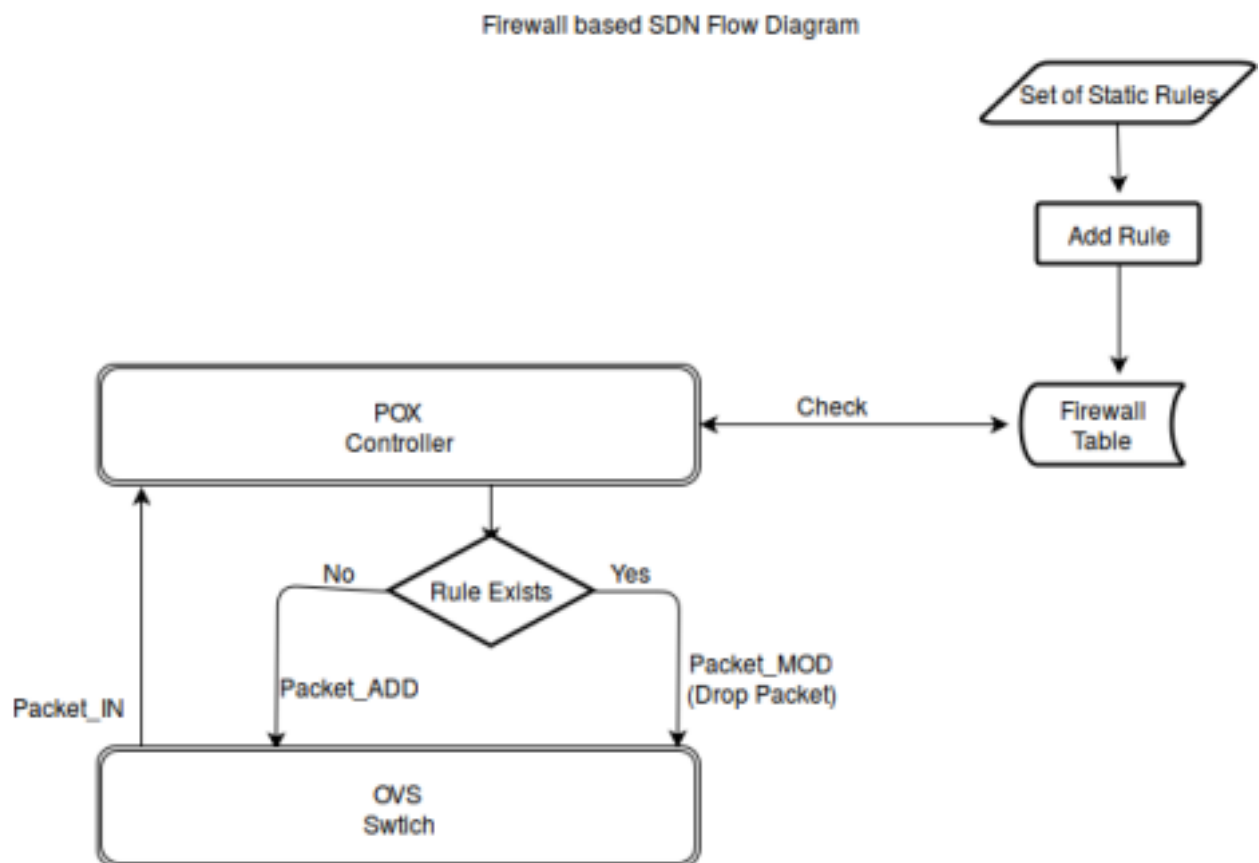 Firewall based SDN Flow Diagram
Set of Static Rules
Add Rule
Firewall
Table
Check
POX
Controller
Rule Exists
No
Yes
Packet_IN
Packet_ADD
Packet_MOD
(Drop Packet)
OVS
Swtich